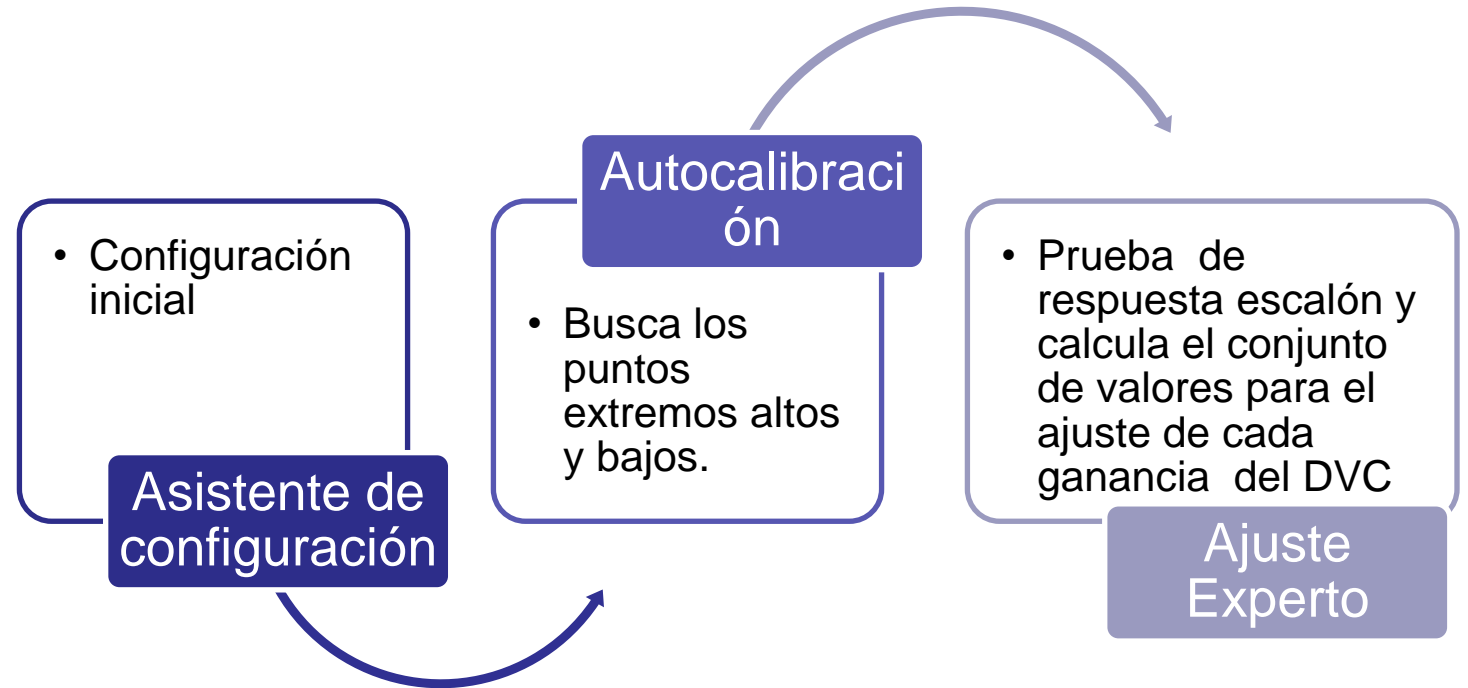 • Configuración
inicial
Asistente de
configuración
Autocalibraci
ón
• Busca los
puntos
extremos altos
y bajos.
• Prueba de
respuesta escalón y
calcula el conjunto
de valores para el
ajuste de cada
ganancia del DVC
Ajuste
Experto